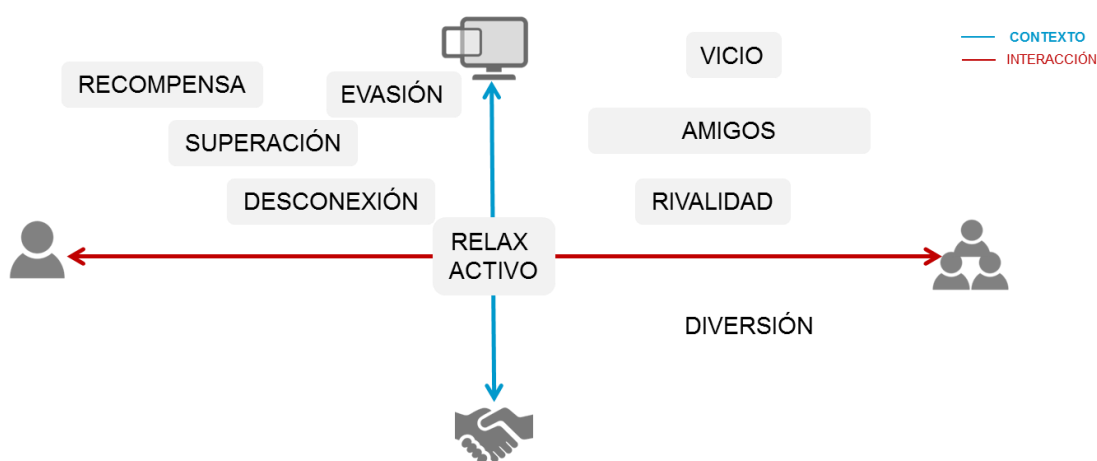 CONTEXTO
INTERACCIÓN
VICIO
RECOMPENSA
EVASIÓN
AMIGOS
SUPERACIÓN
DESCONEXIÓN
RIVALIDAD
RELAX
ACTIVO
DIVERSIÓN